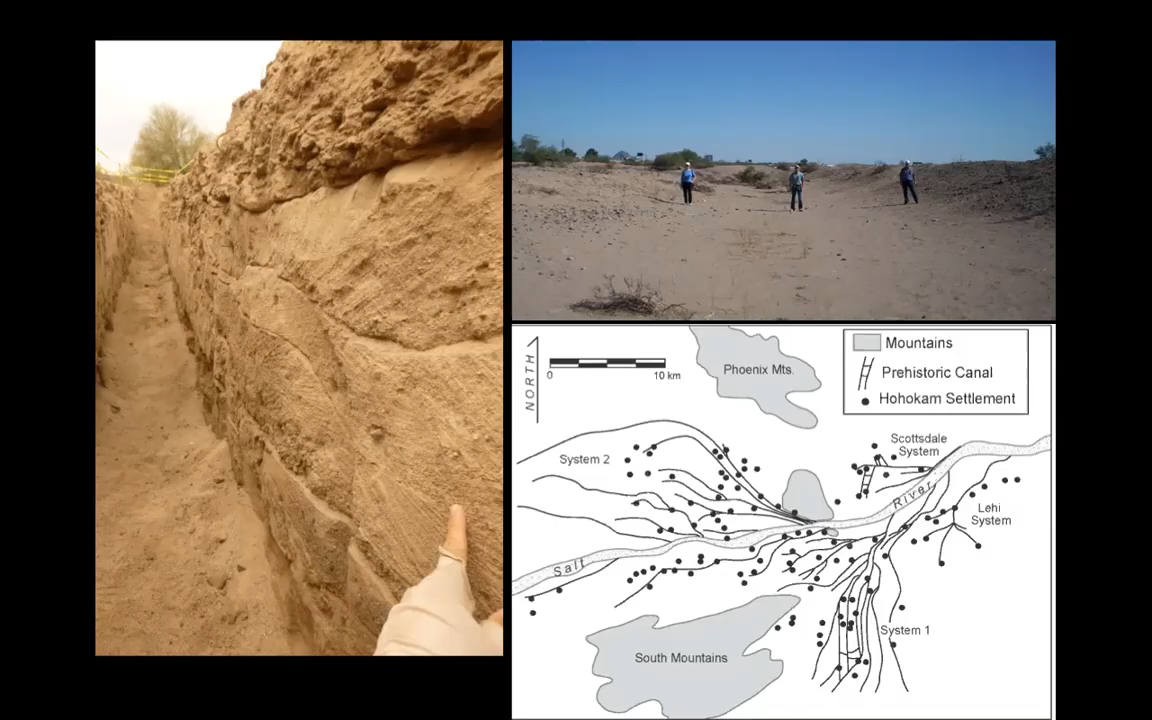 NORTH
0 10 km
Phoenix Mts.
Mountains
Prehistoric Canal
Hohokam Settlement
Scottsdale
System
System 2
River
Lehi
System
Salt
System 1
South Mountains